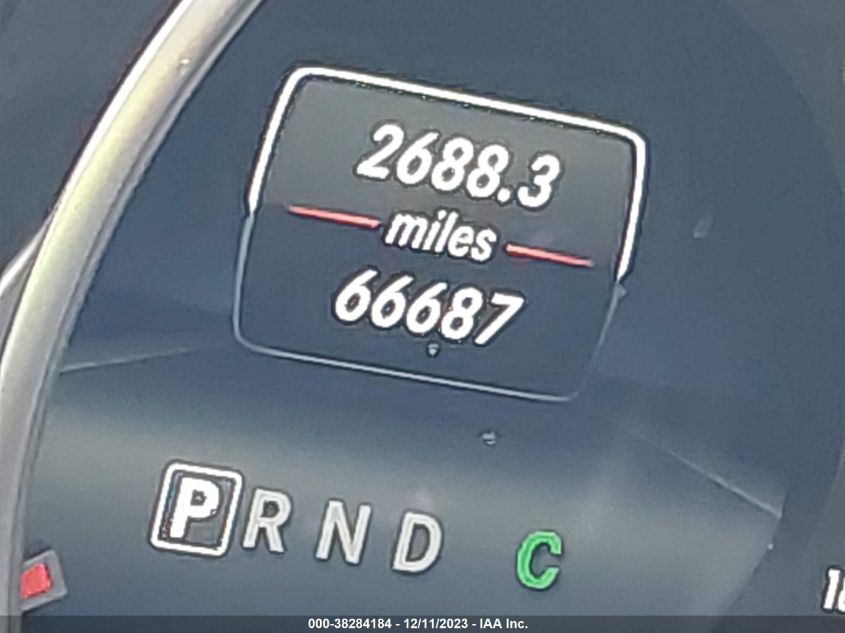 2688.3
miles
66687
P R N D C
000-38284184 - 12/11/2023 - IAA Inc.